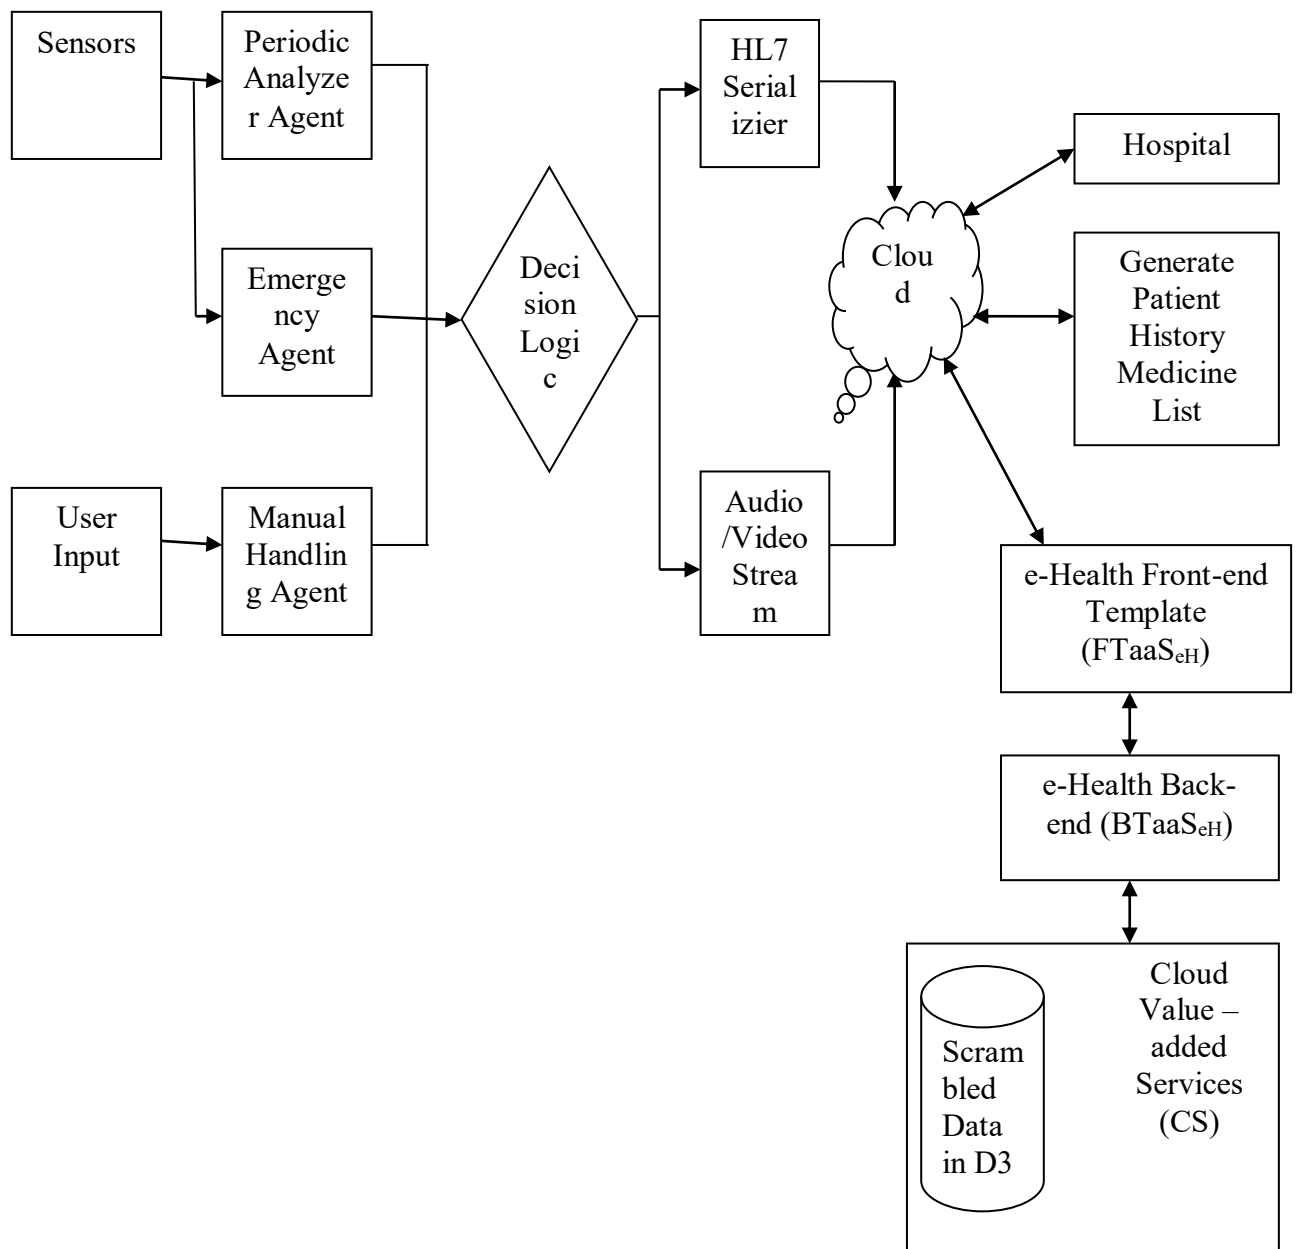 Sensors
Periodic
Analyze
r Agent
HL7
Serial
izier
Hospital
Emerge
ncy
Agent
Deci
sion
Logi
c
Clou
d
Generate
Patient
History
Medicine
List
User
Input
Manual
Handlin
g Agent
Audio
/Video
Strea
m
e-Health Front-end
Template
(FTaaSeH)
e-Health Back-
end (BTaaSeH)
Cloud
Value –
added
Services
(CS)
Scram
bled
Data
in D3